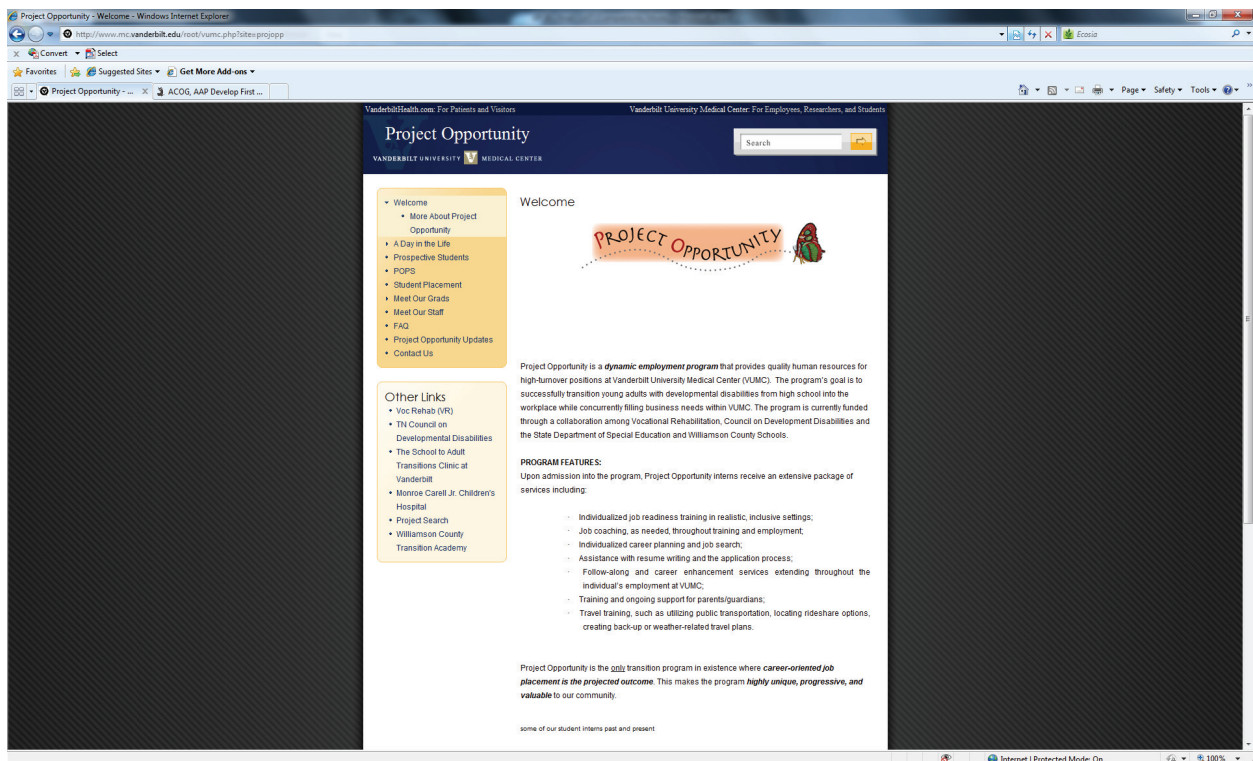 Project Opportunity - Welcome - Windows Internet Explorer
http://www.mc.vanderbilt.edu/root/vumc.php?site=projopp
Ecosia
x Convert Select
Favorites Suggested Sites Get More Add-ons
Project Opportunity - ... X ACOG, AAP Develop First ...
Page Safety Tools
VanderbiltHealth.com: For Patients and Visitors
Vanderbilt University Medical Center: For Employees, Researchers, and Students
Project Opportunity
VANDERBILT UNIVERSITY V MEDICAL CENTER
Search
Welcome
More About Project
Opportunity
A Day in the Life
Prospective Students
POPS
Student Placement
Meet Our Grads
Meet Our Staff
FAQ
Project Opportunity Updates
Contact Us
Other Links
Voc Rehab (VR)
TN Council on
Developmental Disabilities
The School to Adult
Transitions Clinic at
Vanderbilt
Monroe Carell Jr. Children's
Hospital
Project Search
Williamson County
Transition Academy
Welcome
PROJECT OPPORTUNITY
Project Opportunity is a dynamic employment program that provides quality human resources for
high-turnover positions at Vanderbilt University Medical Center (VUMC). The program's goal is to
successfully transition young adults with developmental disabilities from high school into the
workplace while concurrently filling business needs within VUMC. The program is currently funded
through a collaboration among Vocational Rehabilitation, Council on Development Disabilities and
the State Department of Special Education and Williamson County Schools.
PROGRAM FEATURES:
Upon admission into the program, Project Opportunity interns receive an extensive package of
services including:
· Individualized job readiness training in realistic, inclusive settings;
· Job coaching, as needed, throughout training and employment;
· Individualized career planning and job search;
· Assistance with resume writing and the application process;
· Follow-along and career enhancement services extending throughout the
individual's employment at VUMC;
· Training and ongoing support for parents/guardians;
· Travel training, such as utilizing public transportation, locating rideshare options,
creating back-up or weather-related travel plans.
Project Opportunity is the only transition program in existence where career-oriented job
placement is the projected outcome. This makes the program highly unique, progressive, and
valuable to our community.
some of our student interns past and present
Internet | Protected Mode: On
100%